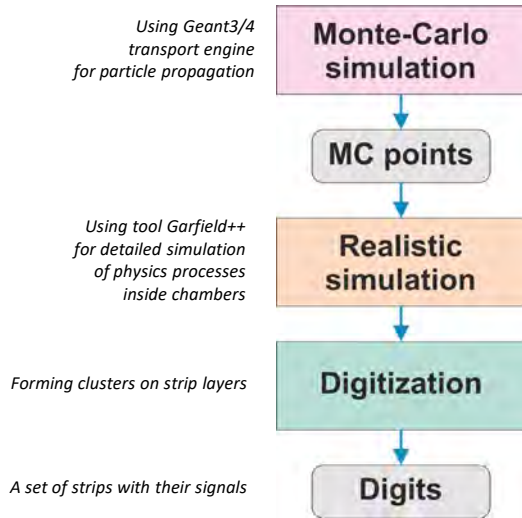 Using Geant3/4
transport engine
for particle propagation
Monte-Carlo
simulation
MC points
Using tool Garfield++
for detailed simulation
of physics processes
inside chambers
Realistic
simulation
Forming clusters on strip layers
Digitization
A set of strips with their signals
Digits